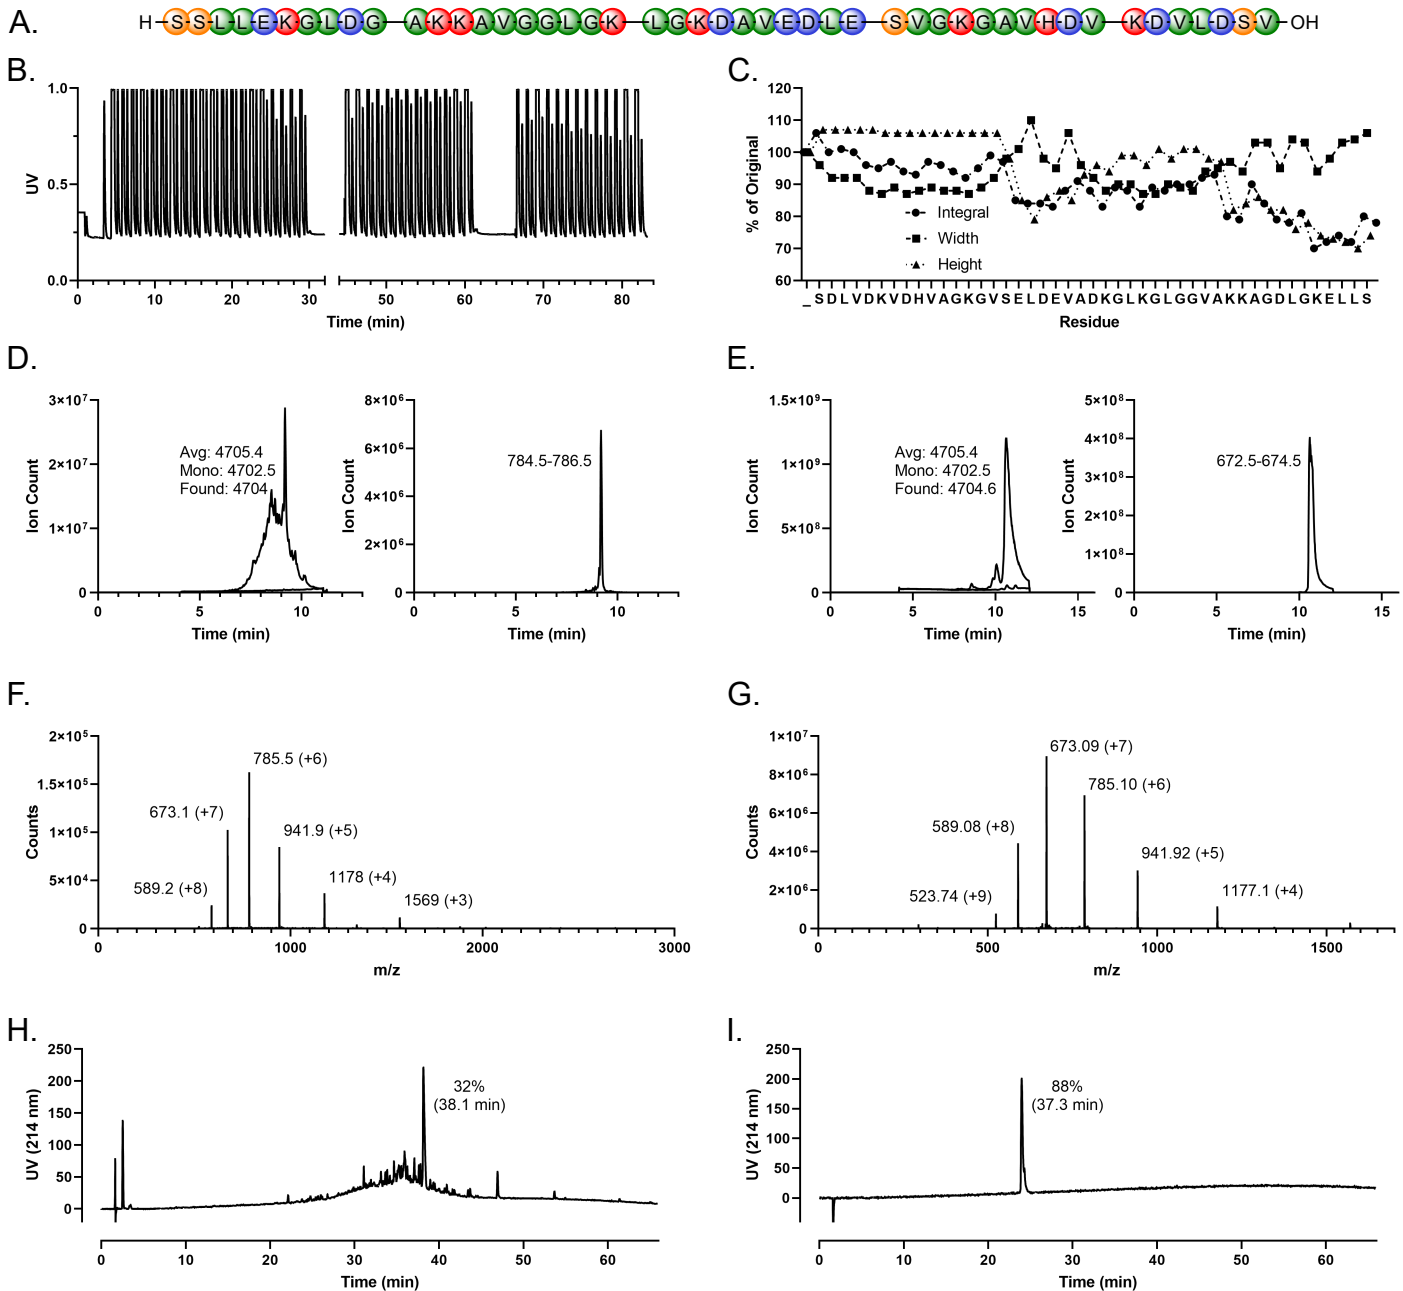 A.
H S S L L E K G L D G A K K A V G G L G K L G K D A V E D L E S V G K G A V H D V K D V L D S V OH
B.
1.0
0.5
0.0
UV
0 10 20 30 50 60 70 80
Time (min)
C.
120
110
100
90
80
70
60
% of Original
Integral
Width
Height
_ S D L V D K V D H V A G K G V S E L D E V A D K G L K G L G G V A K K A G D L G K E L L S
Residue
D.
3×10⁷
2×10⁷
1×10⁷
0
Ion Count
Avg: 4705.4
Mono: 4702.5
Found: 4704
0 5 10
Time (min)
8×10⁶
6×10⁶
4×10⁶
2×10⁶
0
Ion Count
784.5-786.5
0 5 10
Time (min)
E.
1.5×10⁹
1×10⁹
5×10⁸
0
Ion Count
Avg: 4705.4
Mono: 4702.5
Found: 4704.6
0 5 10 15
Time (min)
5×10⁸
4×10⁸
3×10⁸
2×10⁸
1×10⁸
0
Ion Count
672.5-674.5
0 5 10 15
Time (min)
F.
2×10⁵
1.5×10⁵
1×10⁵
5×10⁴
0
Counts
785.5 (+6)
673.1 (+7)
941.9 (+5)
589.2 (+8)
1178 (+4)
1569 (+3)
0 1000 2000 3000
m/z
G.
1×10⁷
8×10⁶
6×10⁶
4×10⁶
2×10⁶
0
Counts
673.09 (+7)
785.10 (+6)
589.08 (+8)
941.92 (+5)
523.74 (+9)
1177.1 (+4)
0 500 1000 1500
m/z
H.
250
200
150
100
50
0
UV (214 nm)
32%
(38.1 min)
0 10 20 30 40 50 60
Time (min)
I.
250
200
150
100
50
0
UV (214 nm)
88%
(37.3 min)
0 10 20 30 40 50 60
Time (min)